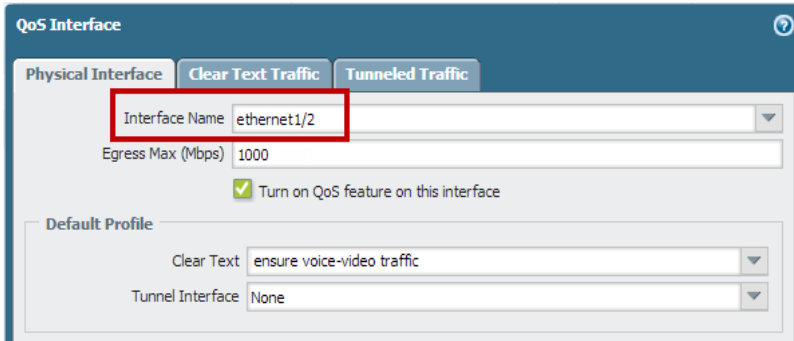 QoS Interface
Physical Interface Clear Text Traffic Tunneled Traffic
Interface Name ethernet1/2
Egress Max (Mbps) 1000
Turn on QoS feature on this interface
Default Profile
Clear Text ensure voice-video traffic
Tunnel Interface None